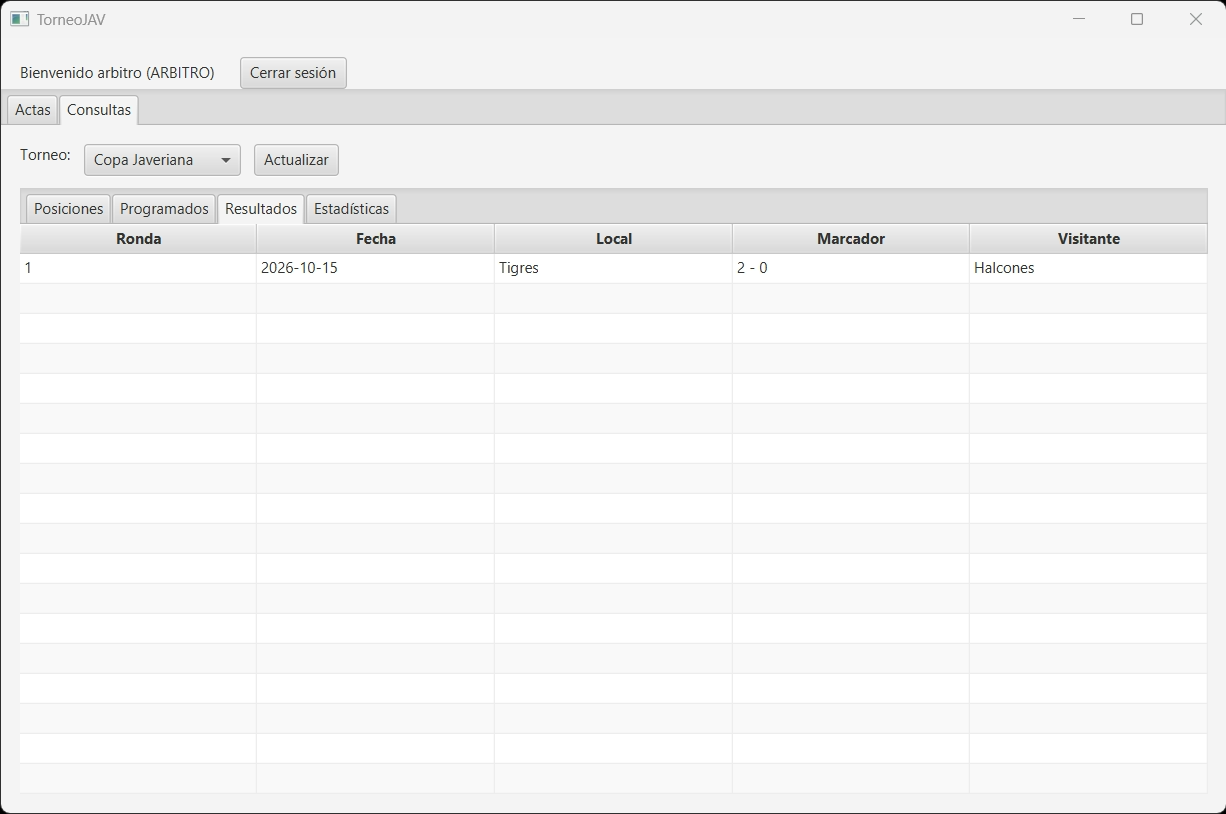 TorneoJAV
Bienvenido arbitro (ARBITRO) Cerrar sesión
Actas Consultas
Torneo: Copa Javeriana Actualizar
Posiciones Programados Resultados Estadísticas
Ronda Fecha Local Marcador Visitante
1 2026-10-15 Tigres 2 - 0 Halcones